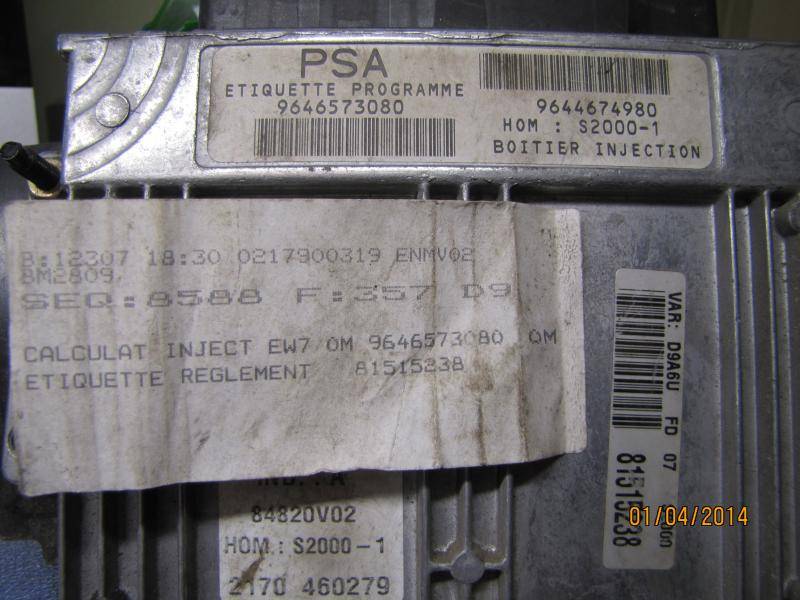 PSA
ETIQUETTE PROGRAMME
9646573080
9644674980
HOM : S2000-1
BOITIER INJECTION
B:12307 18:30 0217900319 ENMV02
BM2809.
SEQ:8588 F:357 D9
CALCULAT INJECT EW7 0M 9646573080 0M
ETIQUETTE REGLEMENT 81515238
VAR: D9A6U FD 07
81515238
84820V02
HOM : S2000-1
2170 460279
01/04/2014